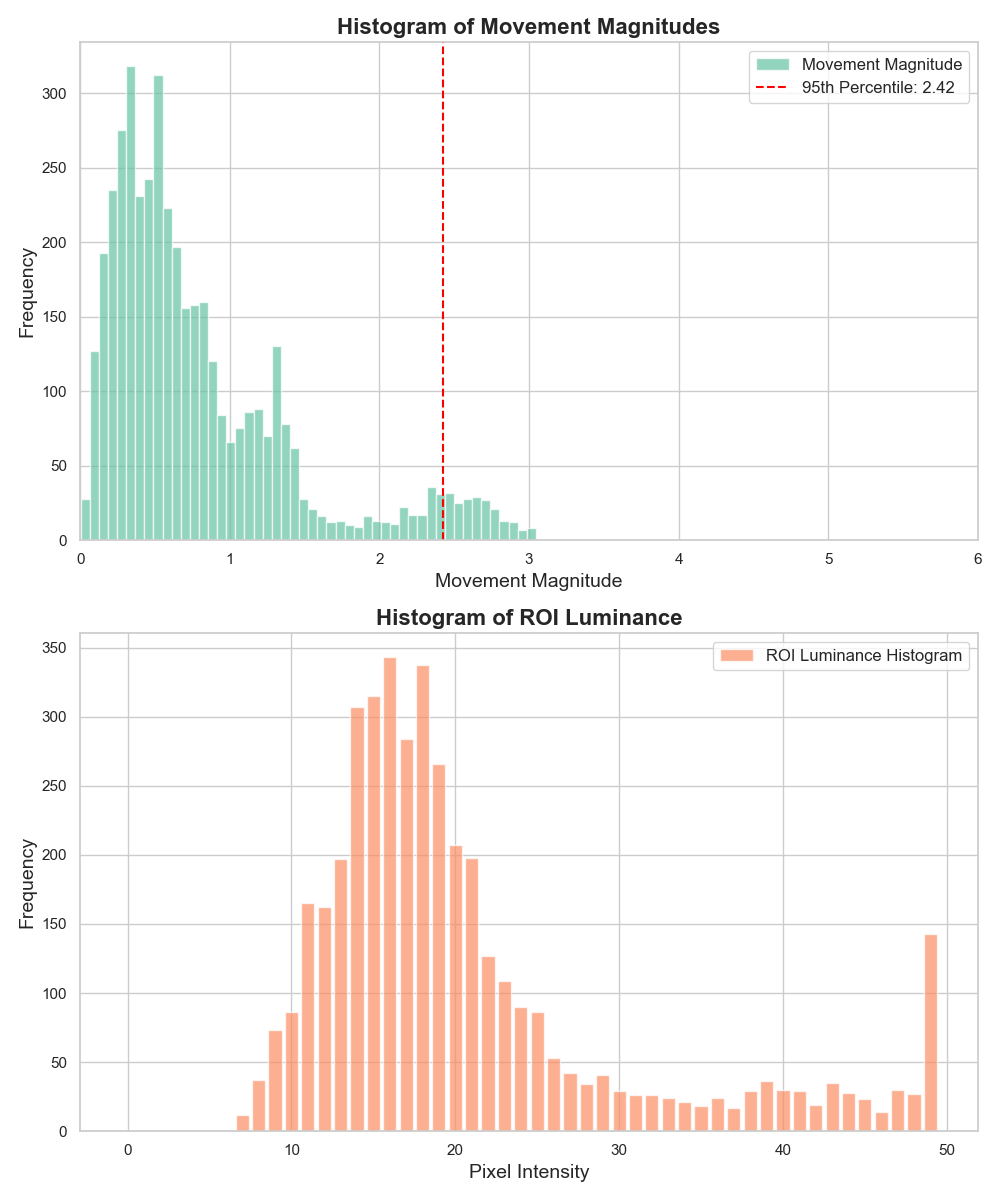 Histogram of Movement Magnitudes
Movement Magnitude
95th Percentile: 2.42
Frequency
300
250
200
150
100
50
0
0 1 2 3 4 5 6
Movement Magnitude
Histogram of ROI Luminance
ROI Luminance Histogram
Frequency
350
300
250
200
150
100
50
0
0 10 20 30 40 50
Pixel Intensity